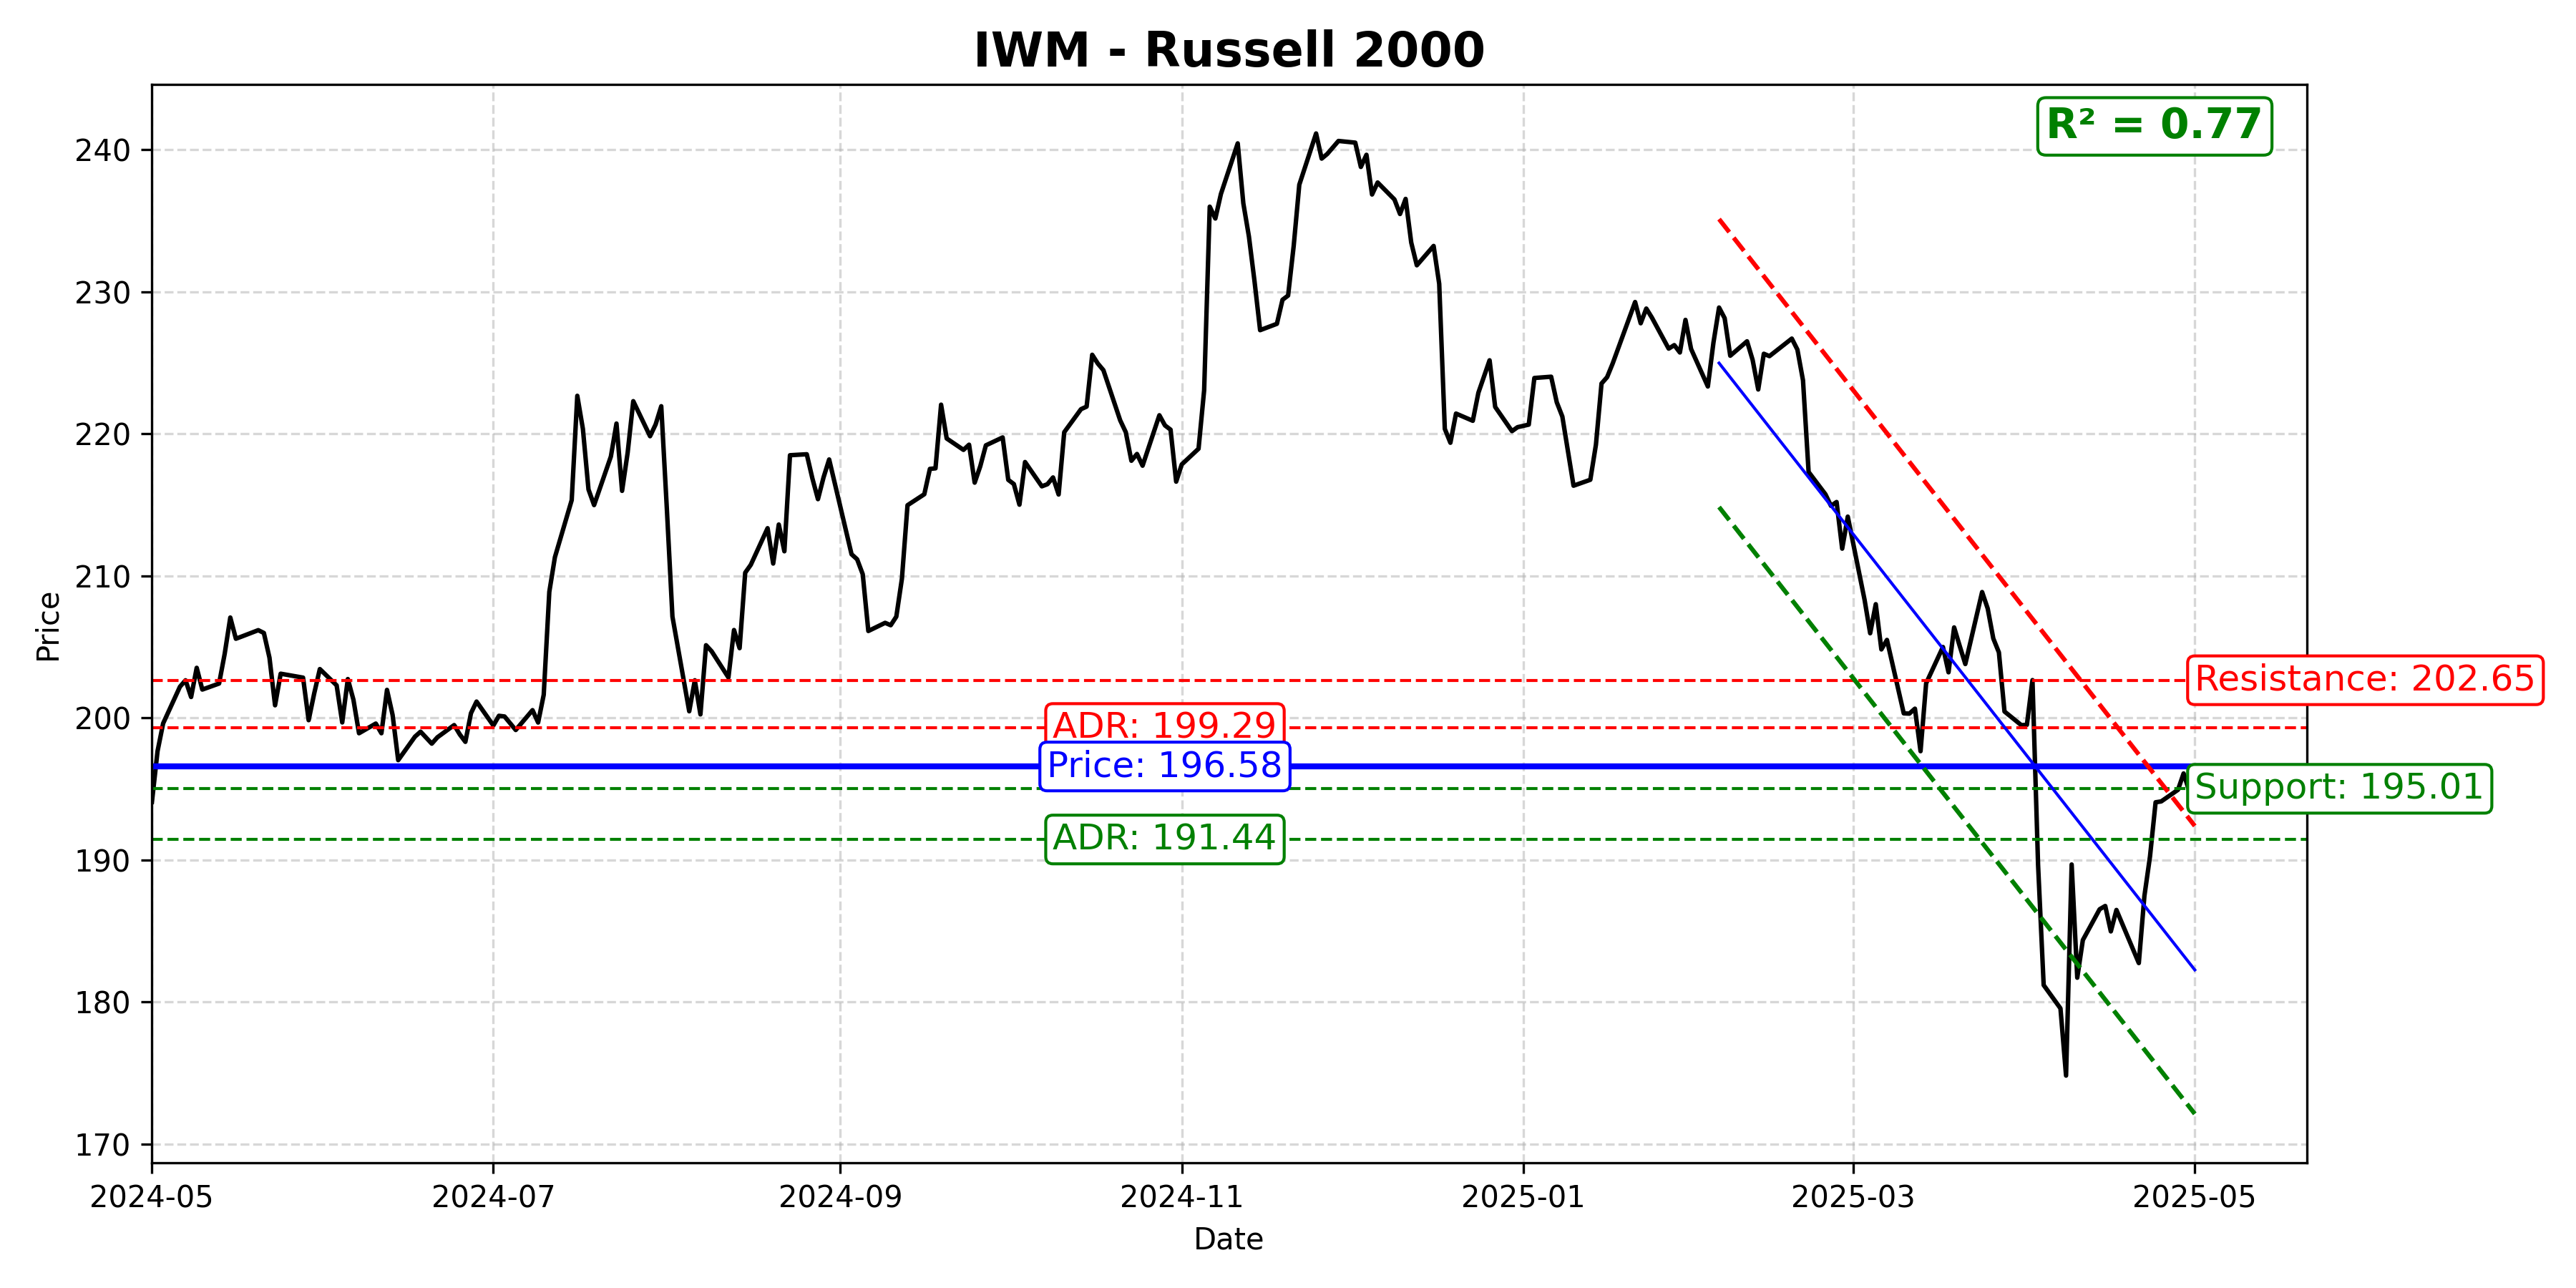 IWM - Russell 2000
R² = 0.77
240
230
220
210
200
190
180
170
Price
Resistance: 202.65
ADR: 199.29
Price: 196.58
Support: 195.01
ADR: 191.44
2024-05
2024-07
2024-09
2024-11
2025-01
2025-03
2025-05
Date